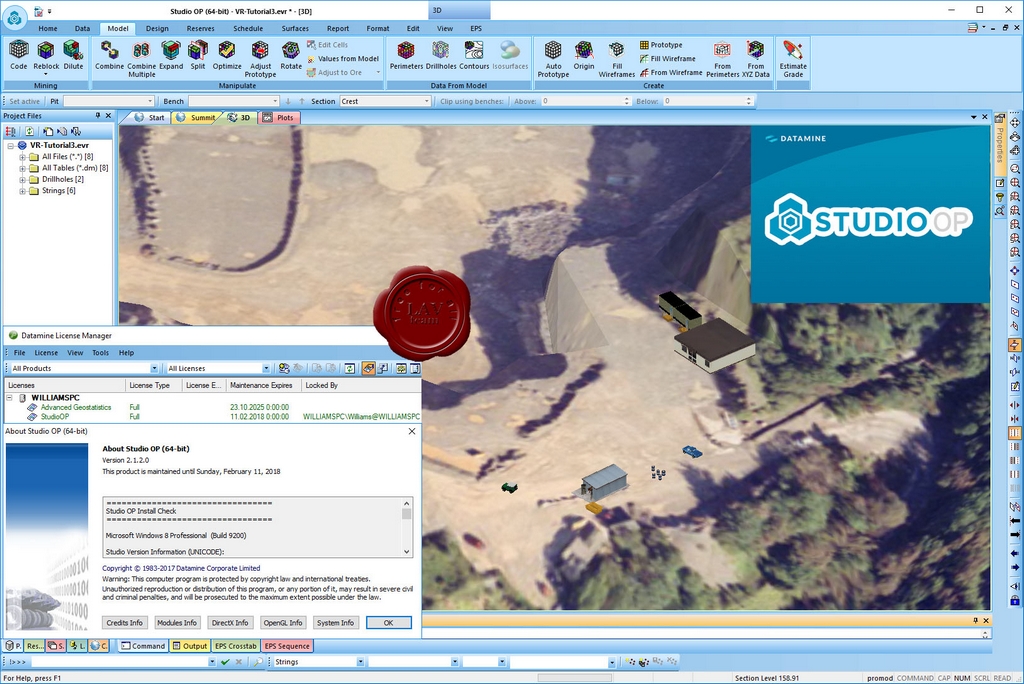 Studio OP (64-bit) - VR-Tutorial3.evr * - [3D]
3D
Home Data Model Design Reserves Schedule Surfaces Report Format Edit View EPS
Code Reblock Dilute Combine Combine Multiple Expand Split Optimize Adjust Prototype Rotate
Edit Cells
Values from Model
Adjust to Ore
Perimeters Drillholes Contours Isosurfaces
Auto Prototype Origin Fill Wireframes
Prototype
Fill Wireframe
From Wireframe
From Perimeters From XYZ Data Estimate Grade
Mining Manipulate Data From Model Create
Set active Pit Bench Section Crest Clip using benches: Above: 0 Below: 0
Project Files
Start Summit 3D Plots
VR-Tutorial3.evr
All Files (*.*) [8]
All Tables (*.dm) [8]
Drillholes [2]
Strings [6]
Properties
DATAMINE
STUDIO OP
LAV
team
Datamine License Manager
File License View Tools Help
All Products All Licenses
Licenses License Type License E... Maintenance Expires Locked By
WILLIAMSPC
Advanced Geostatistics Full 23.10.2025 0:00:00
StudioOP Full 11.02.2018 0:00:00 WILLIAMSPC\Williams@WILLIAMSPC
About Studio OP (64-bit)
About Studio OP (64-bit)
Version 2.1.2.0
This product is maintained until Sunday, February 11, 2018
==================================
Studio OP Install Check
==================================
Microsoft Windows 8 Professional (Build 9200)
Studio Version Information (UNICODE):
Copyright © 1983-2017 Datamine Corporate Limited
Warning: This computer program is protected by copyright law and international treaties.
Unauthorized reproduction or distribution of this program, or any portion of it, may result in severe civil
and criminal penalties, and will be prosecuted to the maximum extent possible under the law.
Credits Info Modules Info DirectX Info OpenGL Info System Info OK
P. Res... S. L. C. Command Output EPS Crosstab EPS Sequence
!>>> Strings
For Help, press F1 Section Level 158.91 promod COMMAND CAP NUM SCRL READ